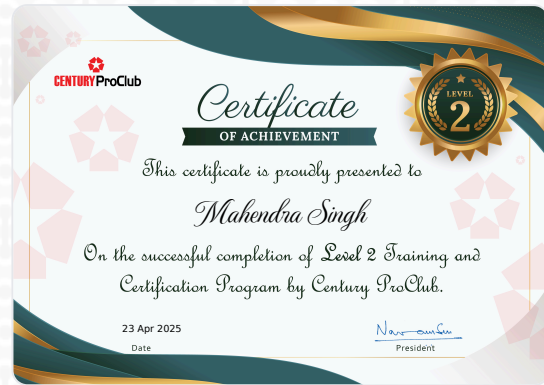 CENTURY ProClub
LEVEL
2
Certificate
OF ACHIEVEMENT
This certificate is proudly presented to
Mahendra Singh
On the successful completion of Level 2 Training and
Certification Program by Century ProClub.
23 Apr 2025
Date
President